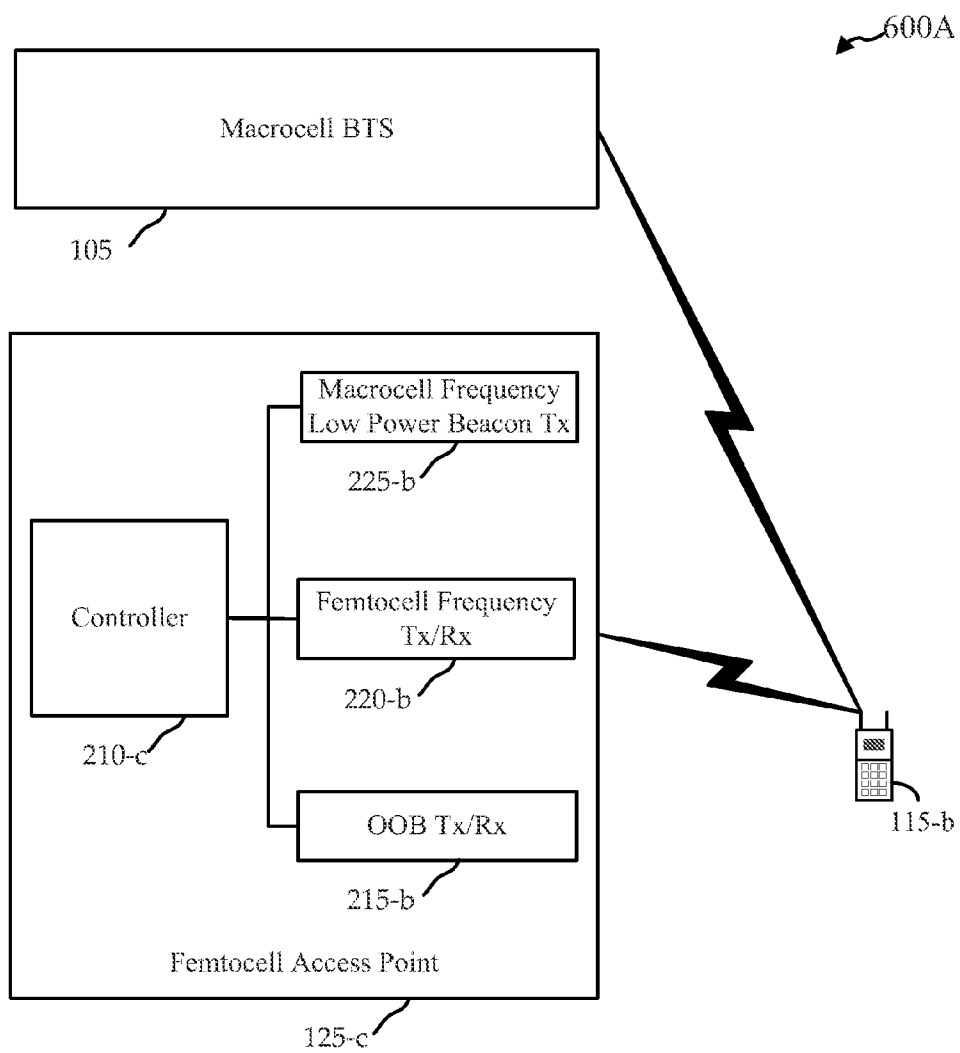 600A
Macrocell BTS
105
Macrocell Frequency
Low Power Beacon Tx
225-b
Controller
210-c
Femtocell Frequency
Tx/Rx
220-b
OOB Tx/Rx
215-b
115-b
Femtocell Access Point
125-c